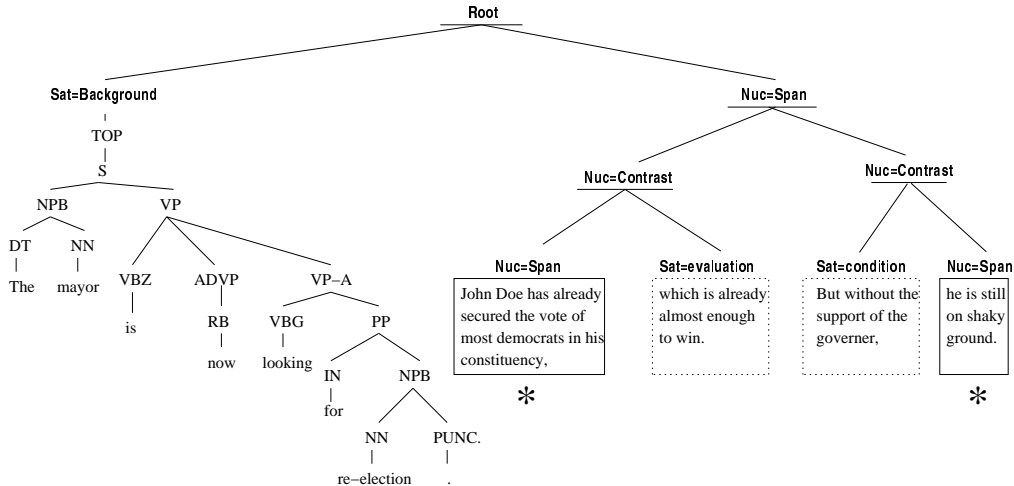 Root
Sat=Background
Nuc=Span
TOP
S
Nuc=Contrast
Nuc=Contrast
NPB
VP
DT
NN
The
mayor
VBZ
ADVP
VP−A
is
RB
VBG
PP
now
looking
IN
NPB
for
NN
PUNC.
re−election
.
Nuc=Span
Sat=evaluation
Sat=condition
Nuc=Span
John Doe has already
secured the vote of
most democrats in his
constituency,
which is already
almost enough
to win.
But without the
support of the
governer,
he is still
on shaky
ground.
*
*